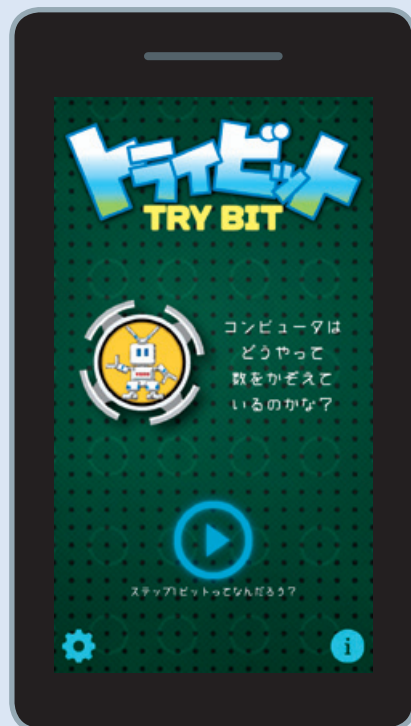 トライビット
TRY BIT
コンピュータは
どうやって
数をかぞえて
いるのかな？
ステップ1ビットってなんだろう？
i